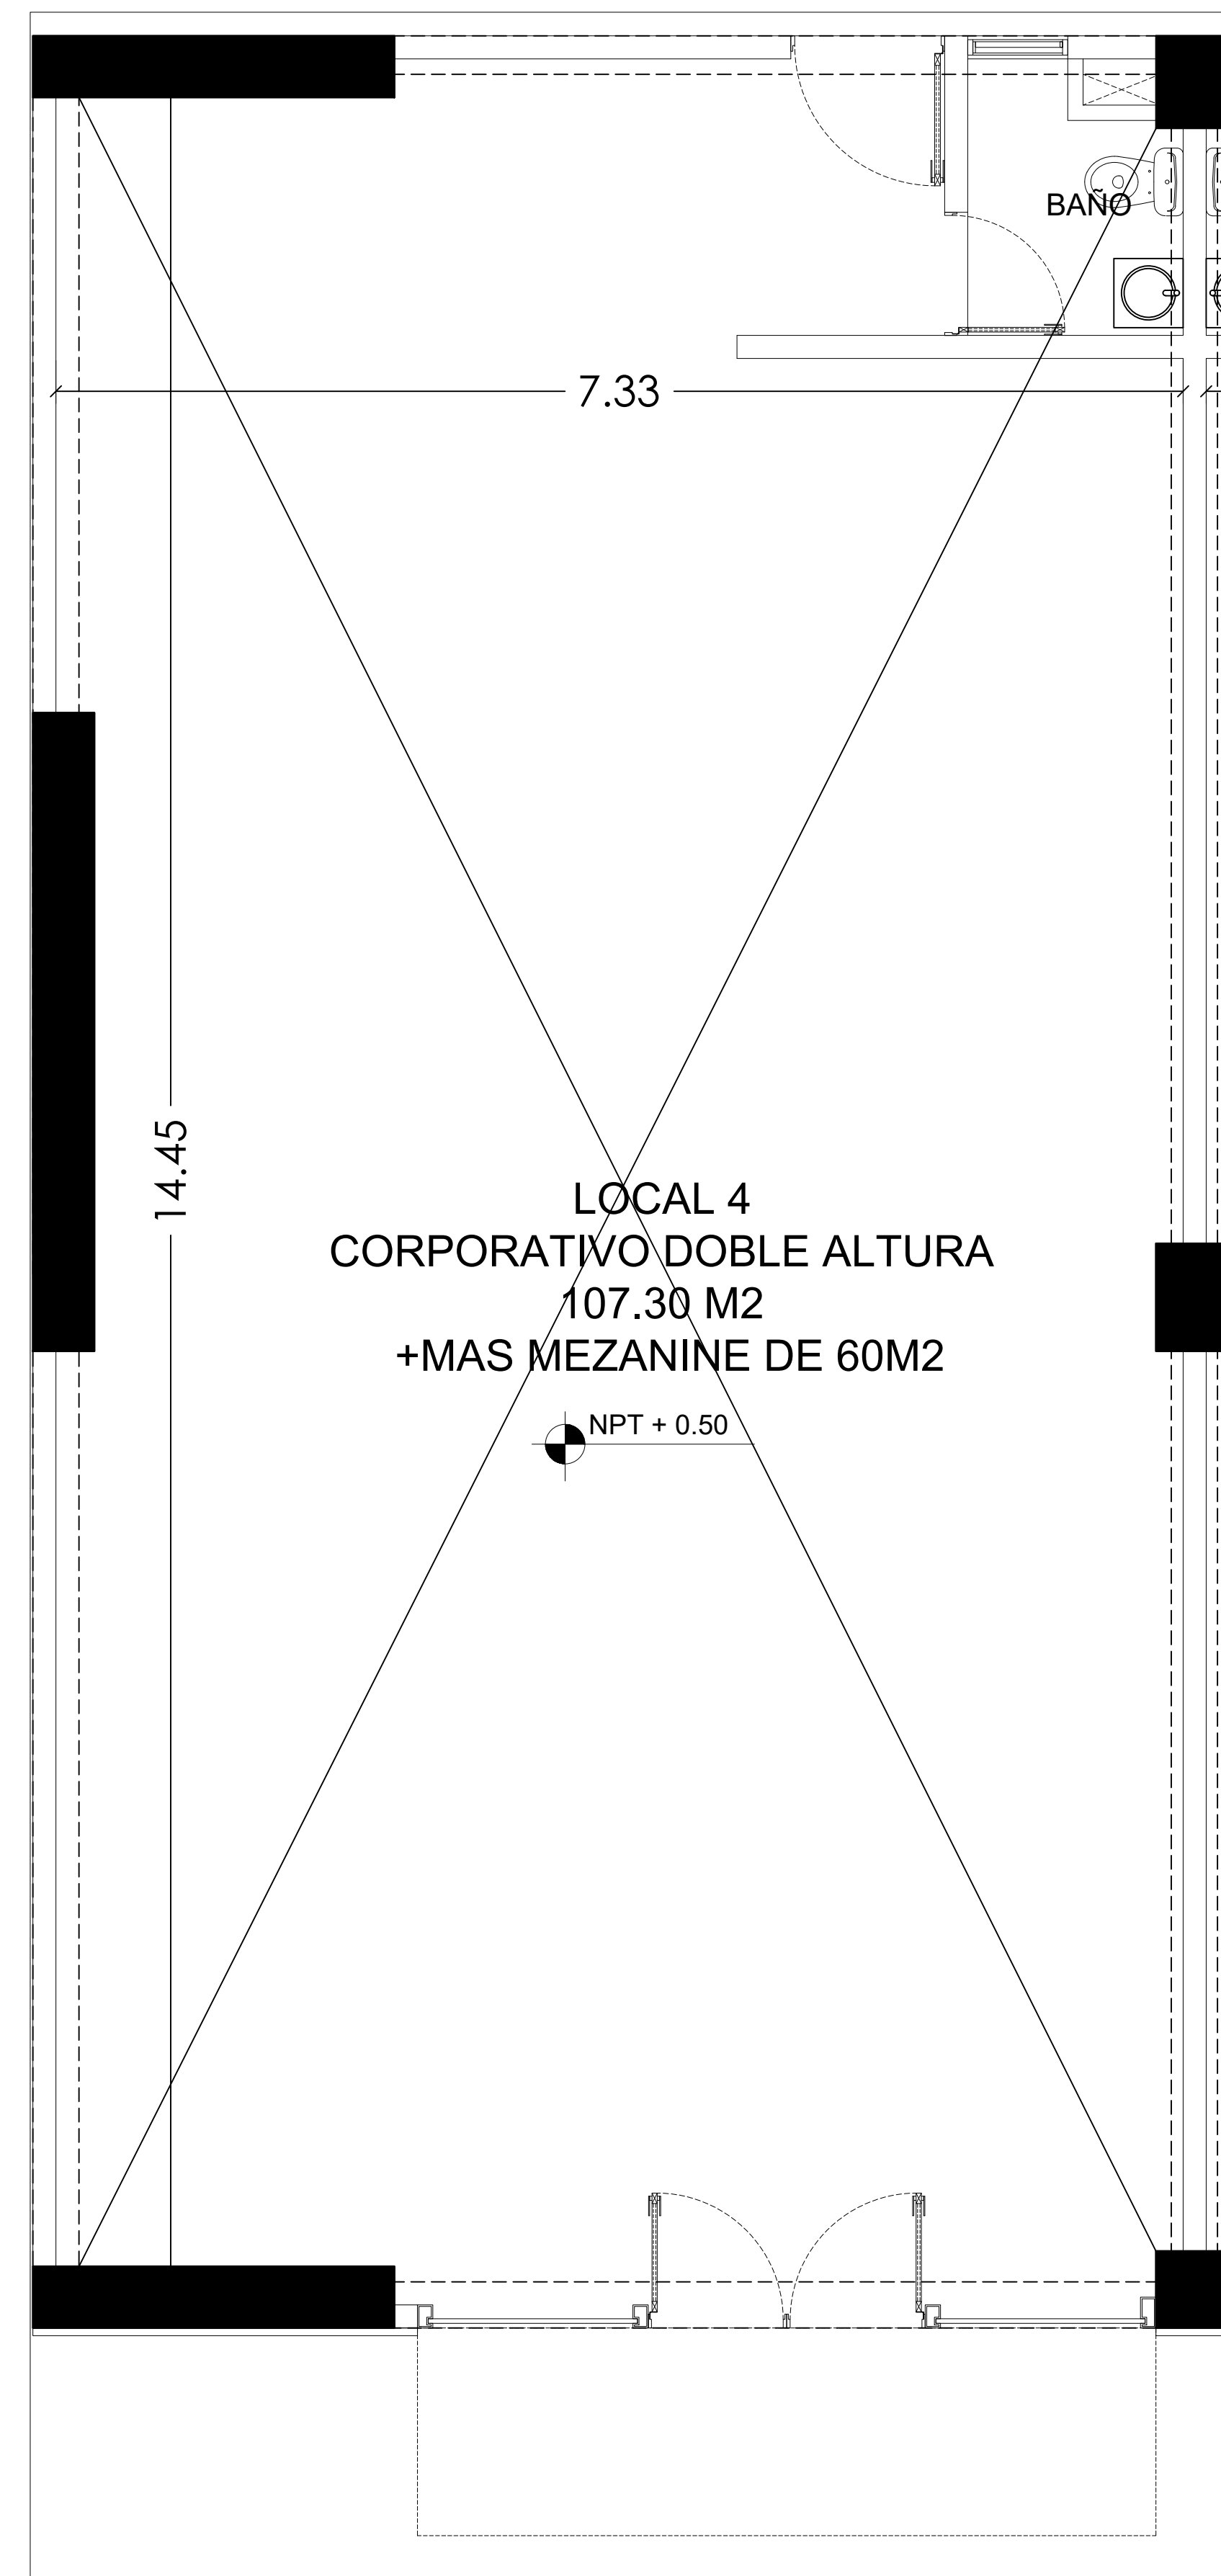 BAÑO
7.33
14.45
LOCAL 4
CORPORATIVO DOBLE ALTURA
107.30 M2
+MAS MEZANINE DE 60M2
NPT + 0.50